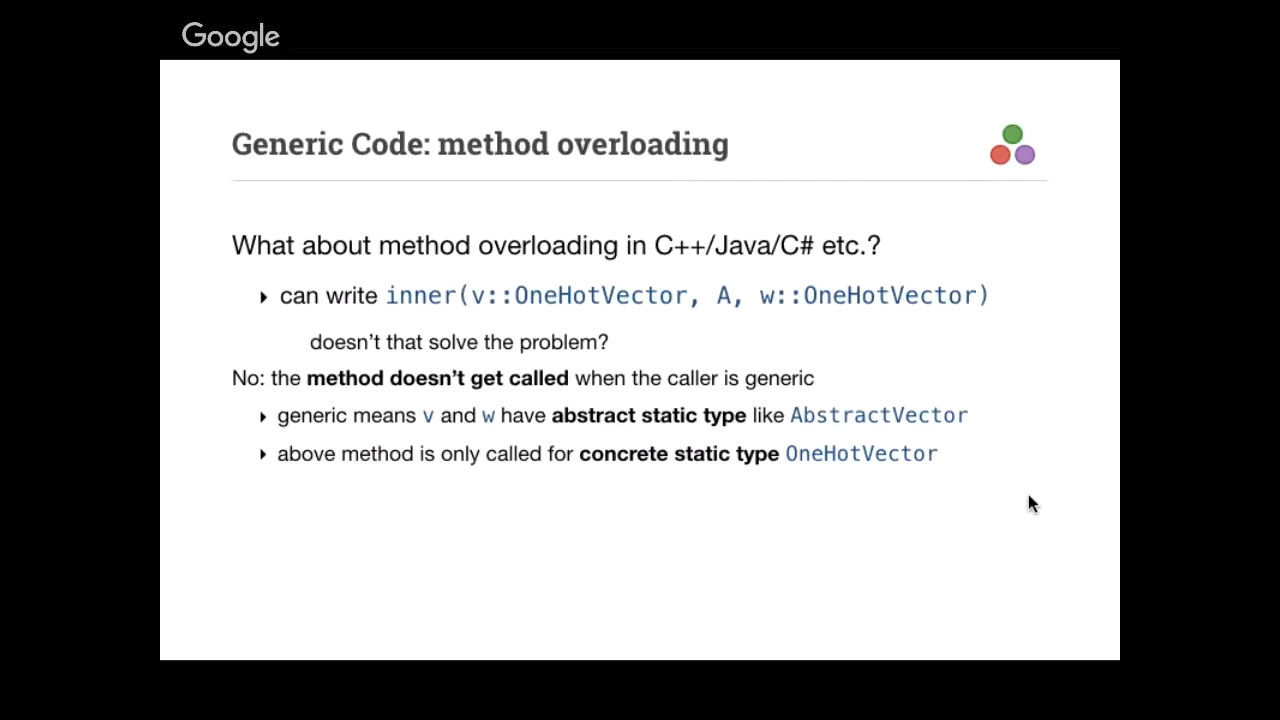 Google
Generic Code: method overloading
What about method overloading in C++/Java/C# etc.?
‣ can write inner(v::OneHotVector, A, w::OneHotVector)
doesn’t that solve the problem?
No: the method doesn’t get called when the caller is generic
‣ generic means v and w have abstract static type like AbstractVector
‣ above method is only called for concrete static type OneHotVector